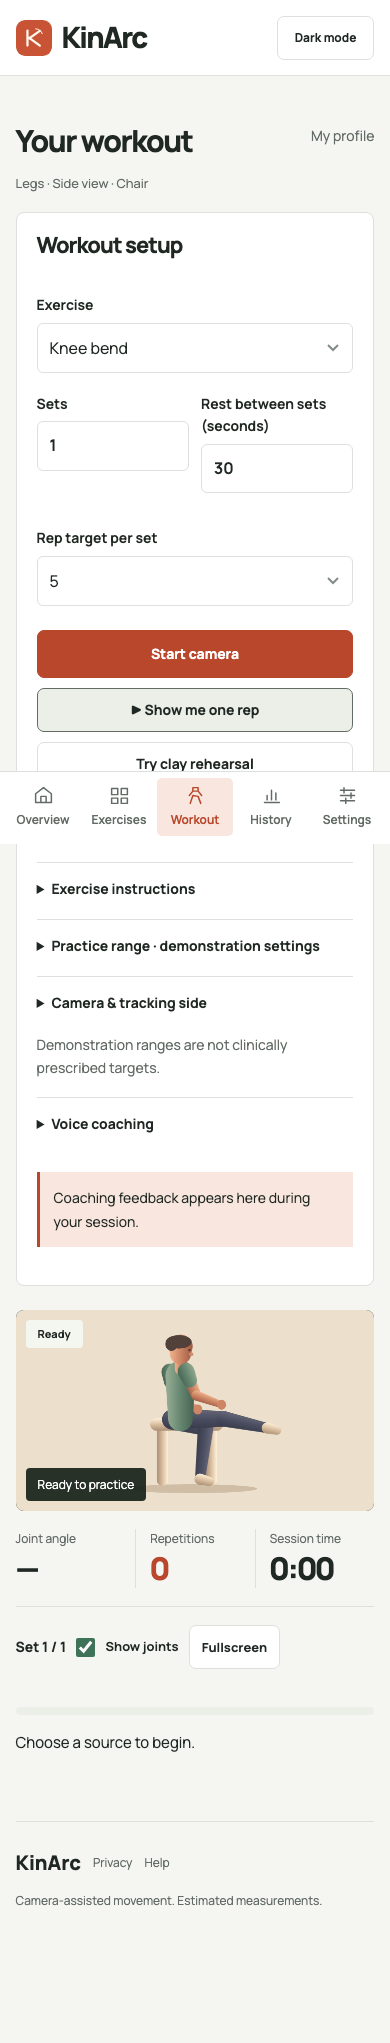 KinArc
Dark mode
Your workout
My profile
Legs · Side view · Chair
Workout setup
Exercise
Knee bend
Sets
1
Rest between sets
(seconds)
30
Rep target per set
5
Start camera
Show me one rep
Try clay rehearsal
Overview
Exercises
Workout
History
Settings
Exercise instructions
Practice range · demonstration settings
Camera & tracking side
Demonstration ranges are not clinically
prescribed targets.
Voice coaching
Coaching feedback appears here during
your session.
Ready
Ready to practice
Joint angle
—
Repetitions
0
Session time
0:00
Set 1 / 1
Show joints
Fullscreen
Choose a source to begin.
KinArc
Privacy
Help
Camera-assisted movement. Estimated measurements.